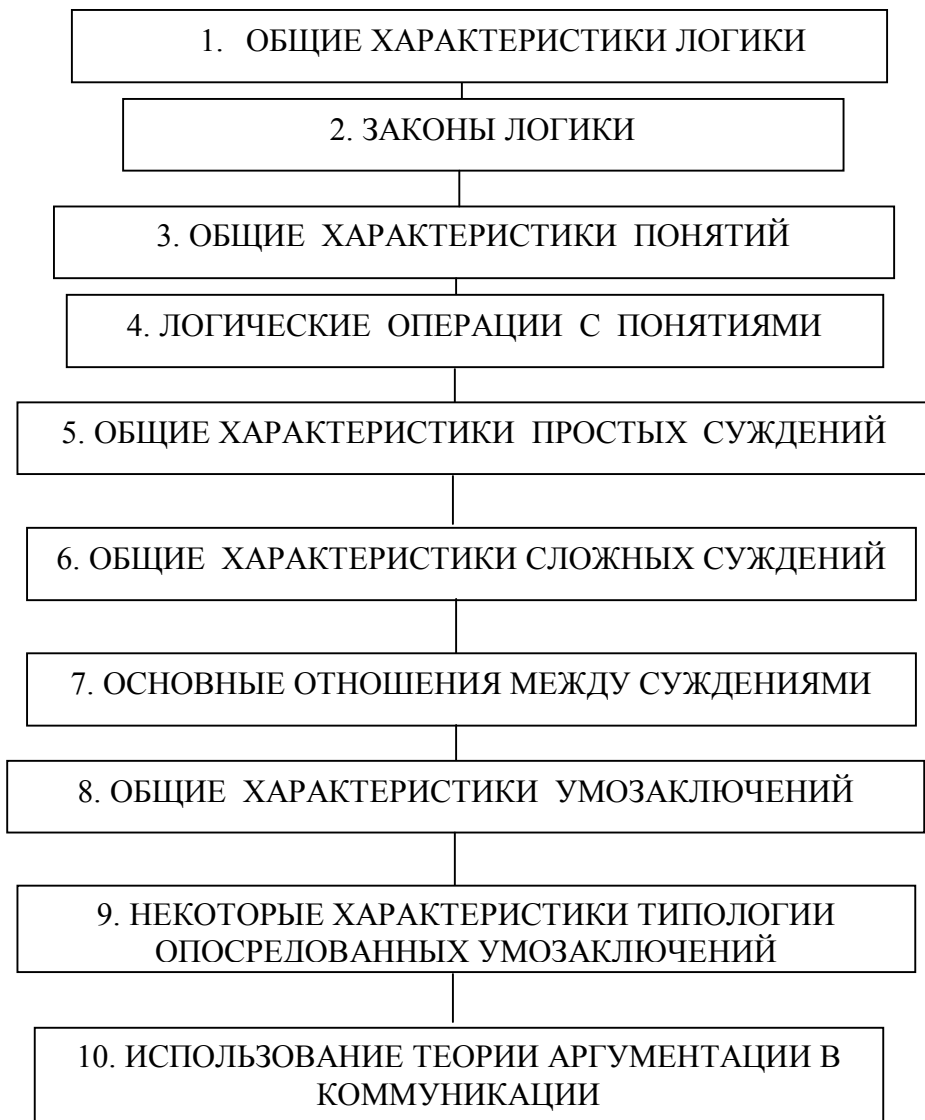 1. ОБЩИЕ ХАРАКТЕРИСТИКИ ЛОГИКИ
2. ЗАКОНЫ ЛОГИКИ
3. ОБЩИЕ ХАРАКТЕРИСТИКИ ПОНЯТИЙ
4. ЛОГИЧЕСКИЕ ОПЕРАЦИИ С ПОНЯТИЯМИ
5. ОБЩИЕ ХАРАКТЕРИСТИКИ ПРОСТЫХ СУЖДЕНИЙ
6. ОБЩИЕ ХАРАКТЕРИСТИКИ СЛОЖНЫХ СУЖДЕНИЙ
7. ОСНОВНЫЕ ОТНОШЕНИЯ МЕЖДУ СУЖДЕНИЯМИ
8. ОБЩИЕ ХАРАКТЕРИСТИКИ УМОЗАКЛЮЧЕНИЙ
9. НЕКОТОРЫЕ ХАРАКТЕРИСТИКИ ТИПОЛОГИИ
ОПОСРЕДОВАННЫХ УМОЗАКЛЮЧЕНИЙ
10. ИСПОЛЬЗОВАНИЕ ТЕОРИИ АРГУМЕНТАЦИИ В
КОММУНИКАЦИИ